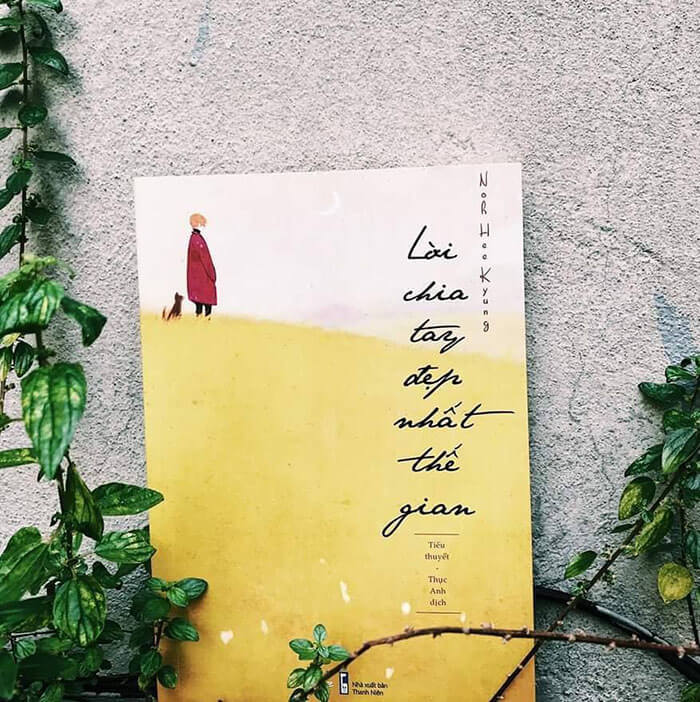 Nor Hee Kyung
Lời
chia
tay
đẹp
nhất
thế
gian
Tiểu
thuyết
-
Thục
Anh
dịch
Nhà xuất bản
Thanh Niên